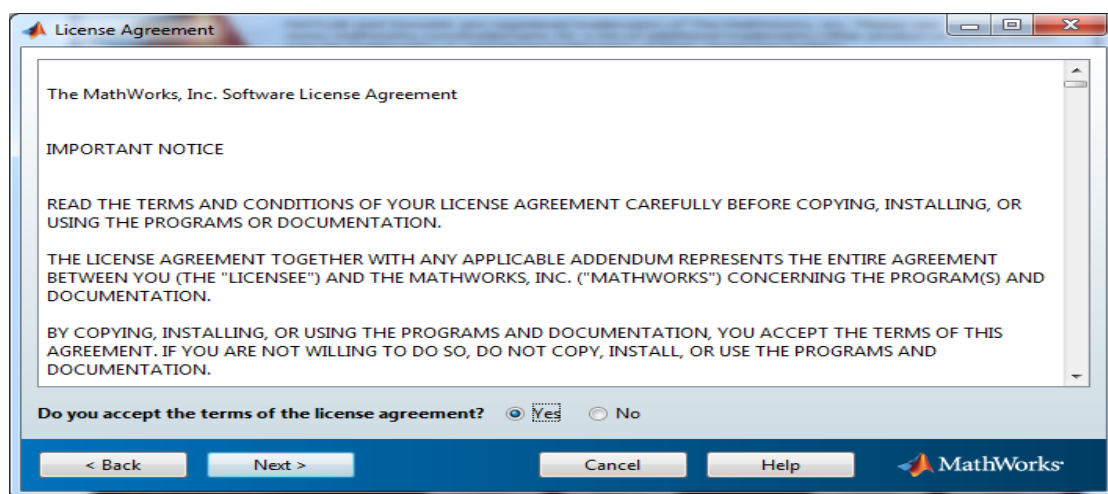 License Agreement
The MathWorks, Inc. Software License Agreement
IMPORTANT NOTICE
READ THE TERMS AND CONDITIONS OF YOUR LICENSE AGREEMENT CAREFULLY BEFORE COPYING, INSTALLING, OR
USING THE PROGRAMS OR DOCUMENTATION.
THE LICENSE AGREEMENT TOGETHER WITH ANY APPLICABLE ADDENDUM REPRESENTS THE ENTIRE AGREEMENT
BETWEEN YOU (THE "LICENSEE") AND THE MATHWORKS, INC. ("MATHWORKS") CONCERNING THE PROGRAM(S) AND
DOCUMENTATION.
BY COPYING, INSTALLING, OR USING THE PROGRAMS AND DOCUMENTATION, YOU ACCEPT THE TERMS OF THIS
AGREEMENT. IF YOU ARE NOT WILLING TO DO SO, DO NOT COPY, INSTALL, OR USE THE PROGRAMS AND
DOCUMENTATION.
Do you accept the terms of the license agreement? Yes No
< Back Next > Cancel Help MathWorks